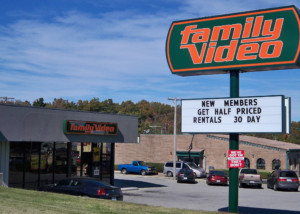 Family
Video
NEW MEMBERS
GET HALF PRICED
RENTALS 30 DAY
Family Video